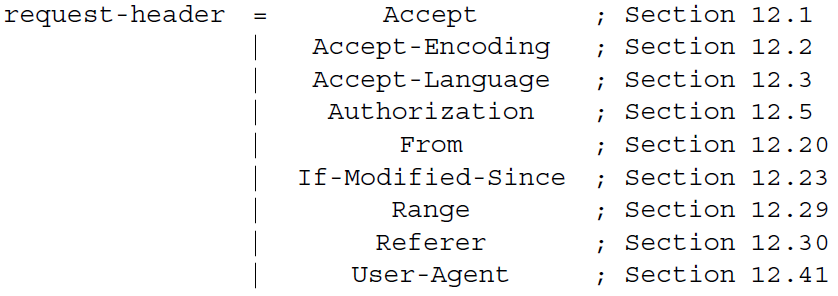 request-header = Accept ; Section 12.1
| Accept-Encoding ; Section 12.2
| Accept-Language ; Section 12.3
| Authorization ; Section 12.5
| From ; Section 12.20
| If-Modified-Since ; Section 12.23
| Range ; Section 12.29
| Referer ; Section 12.30
| User-Agent ; Section 12.41